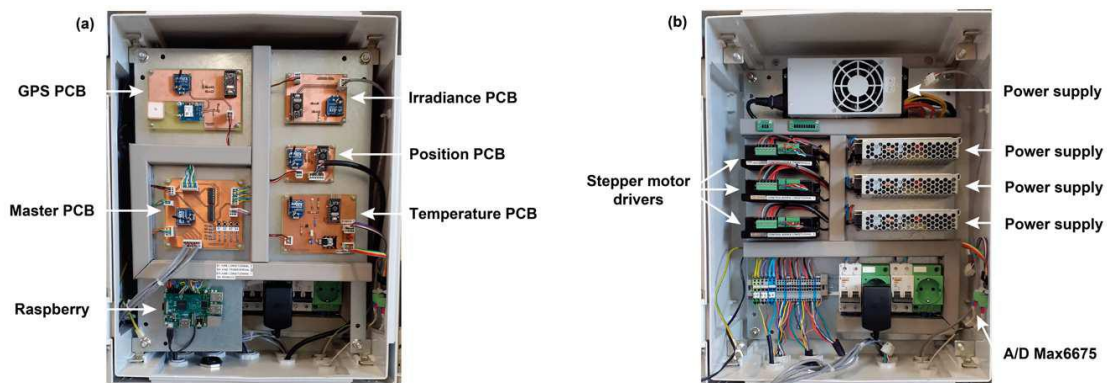 (a)
GPS PCB
Irradiance PCB
Position PCB
Master PCB
Temperature PCB
Raspberry
(b)
Power supply
Power supply
Stepper motor
drivers
Power supply
Power supply
A/D Max6675